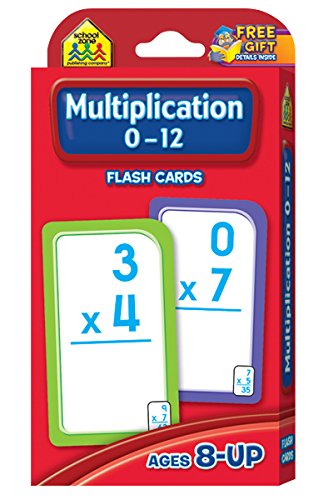 school
zone
publishing company
FREE
GIFT
DETAILS INSIDE
Multiplication
0–12
FLASH CARDS
3
x 4
0
x 7
9
x 7
7
x 5
35
AGES 8-UP
Multiplication 0–12
FLASH
CARDS